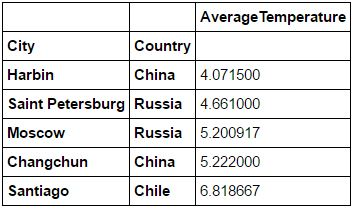 AverageTemperature
City Country
Harbin China 4.071500
Saint Petersburg Russia 4.661000
Moscow Russia 5.200917
Changchun China 5.222000
Santiago Chile 6.818667